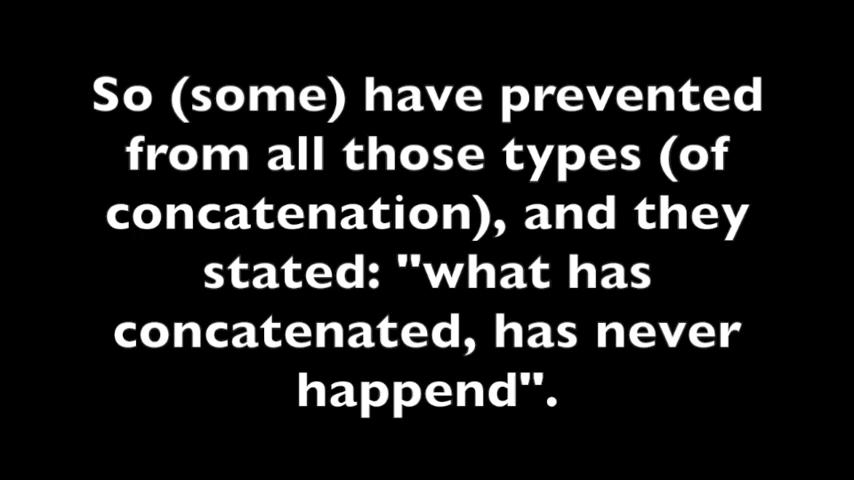 So (some) have prevented
from all those types (of
concatenation), and they
stated: "what has
concatenated, has never
happend".